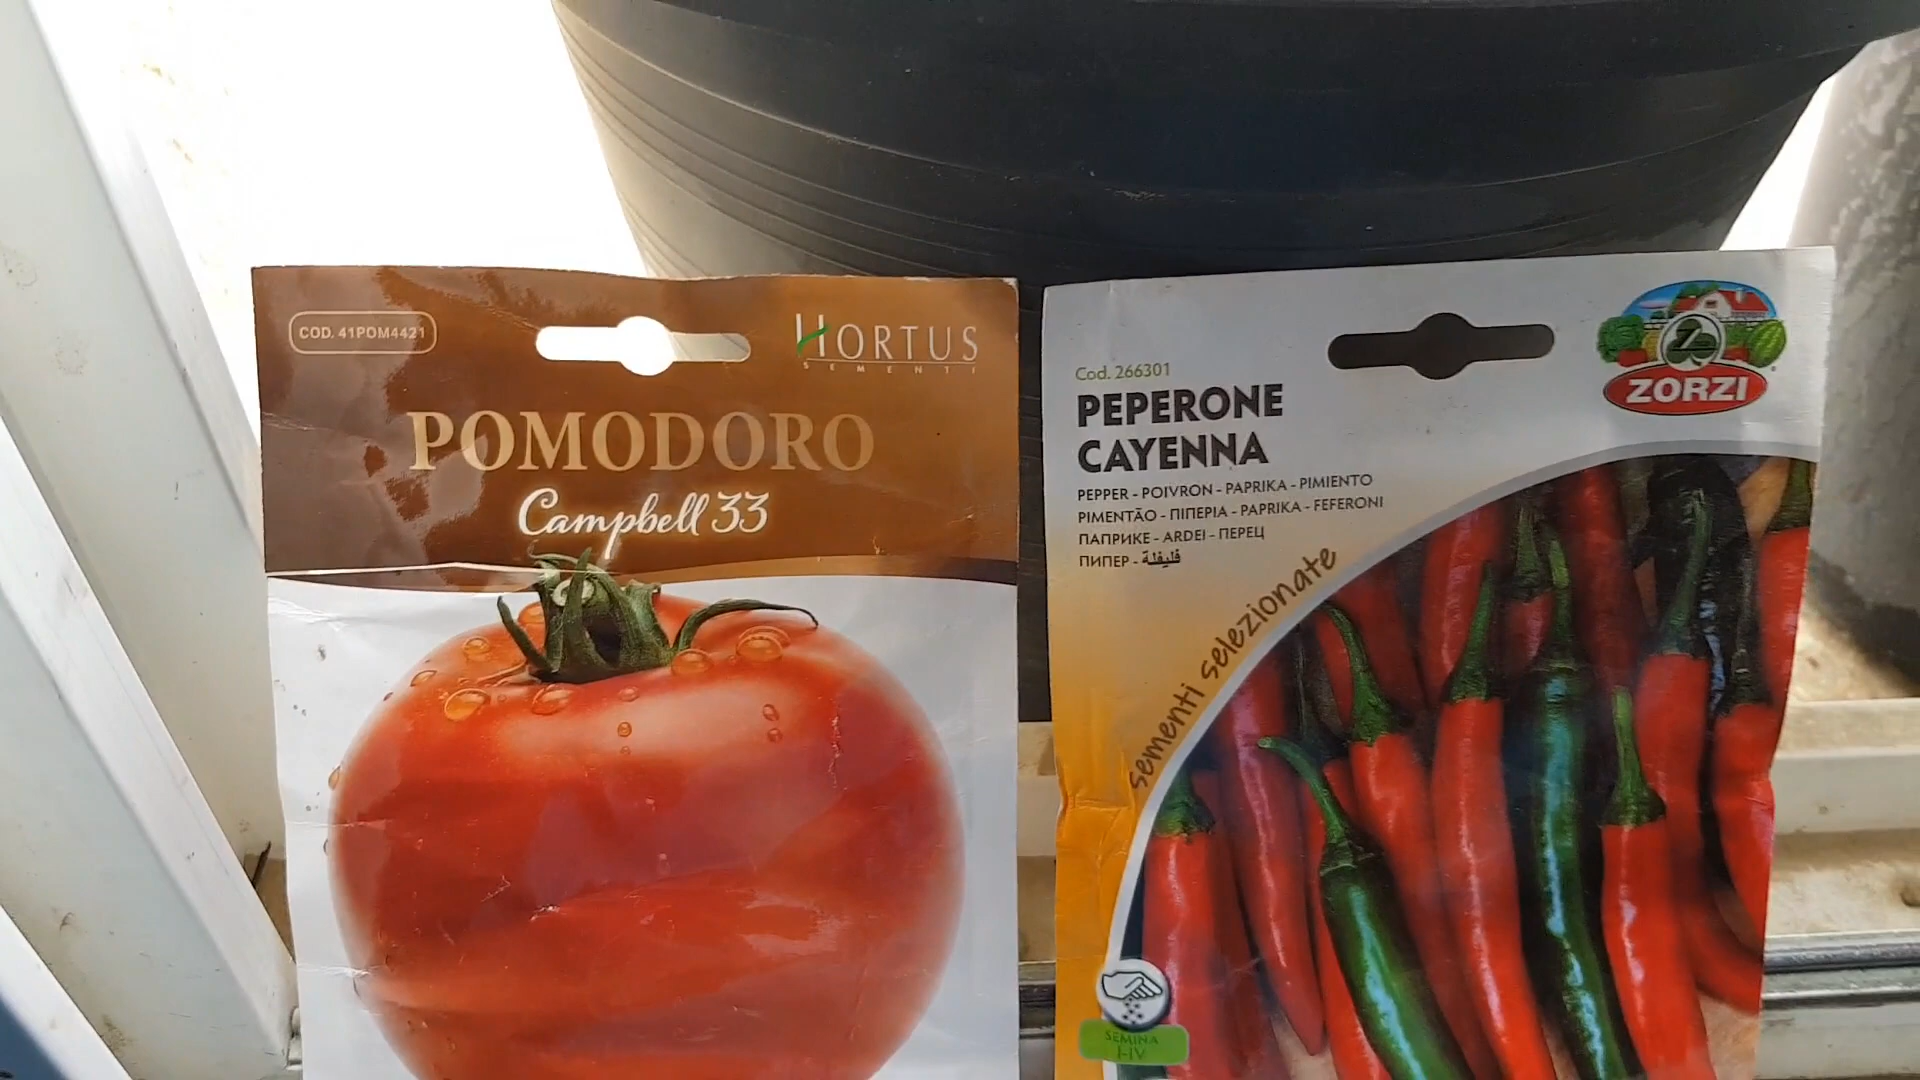 COD. 41POM4421
HORTUS
SEMENTI
POMODORO
Campbell 33
Cod. 266301
PEPERONE
CAYENNA
PEPPER - POIVRON - PAPRIKA - PIMIENTO
PIMENTÃO - ΠΙΠΕΡΙΑ - PAPRIKA - FEFERONI
ПАПРИКЕ - ARDEI - ПЕРЕЦ
ПИПЕР - فليفلة
ZORZI
sementi selezionate
SEMINA
I-IV